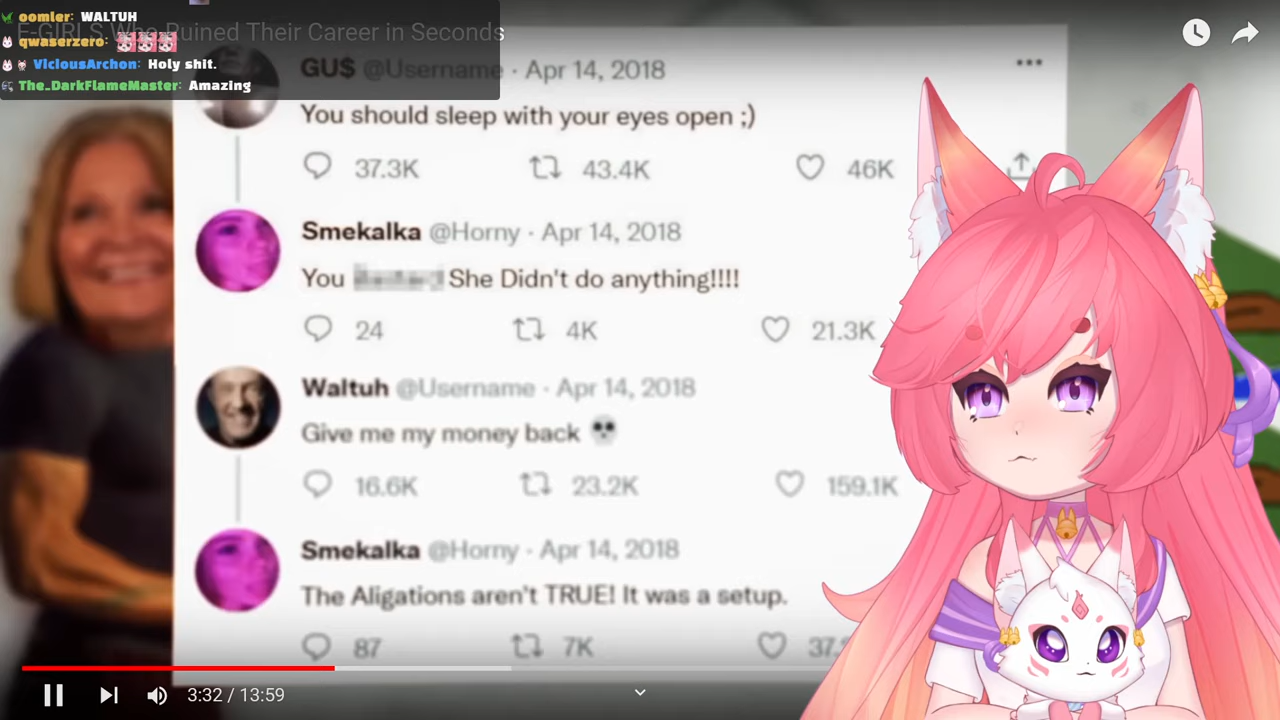 oomler: WALTUH
E-GIRLS Who Ruined Their Career in Seconds
qwaserzero:
ViciousArchon: Holy shit.
The_DarkFlameMaster: Amazing
GU$ @Username · Apr 14, 2018
You should sleep with your eyes open ;)
37.3K 43.4K 46K
Smekalka @Horny · Apr 14, 2018
You She Didn't do anything!!!!
24 4K 21.3K
Waltuh @Username · Apr 14, 2018
Give me my money back 💀
16.6K 23.2K 159.1K
Smekalka @Horny · Apr 14, 2018
The Aligations aren't TRUE! It was a setup.
87 7K 37.
3:32 / 13:59